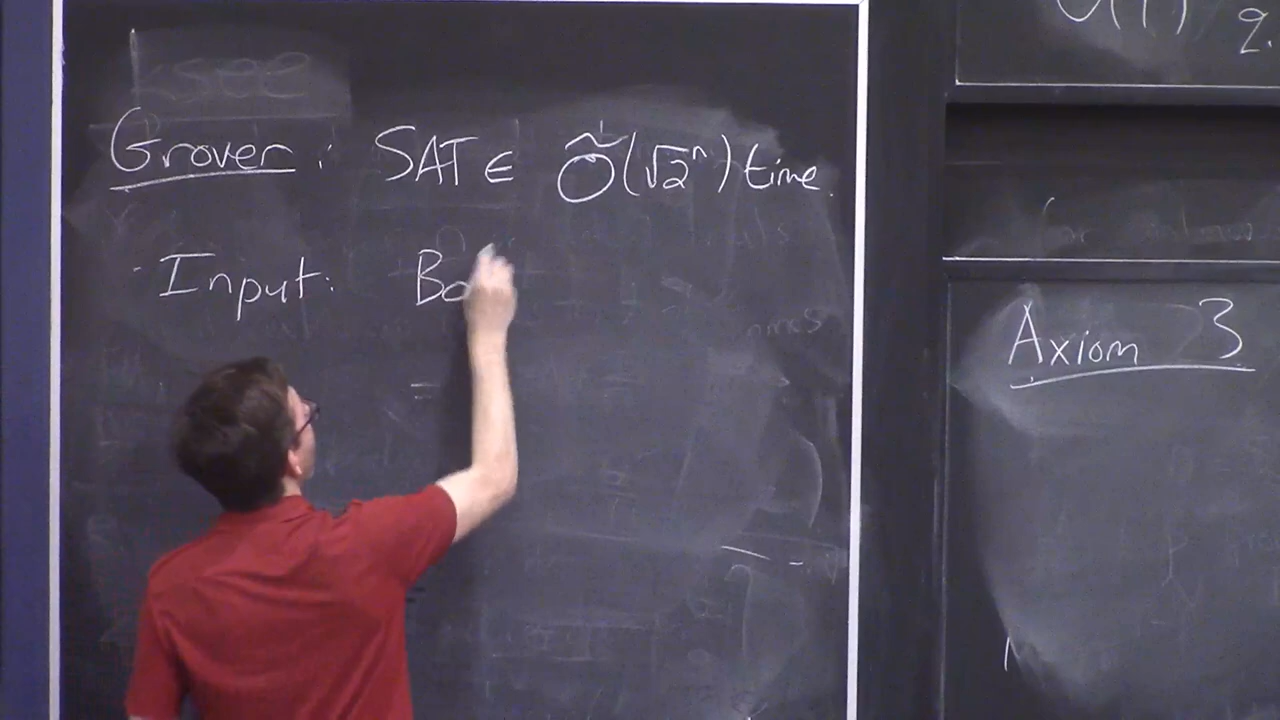 Grover: SAT ∈ Õ(√2ⁿ) time.
Input: Bo
Axiom 3